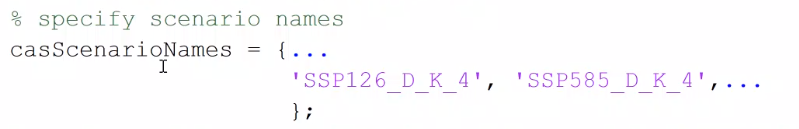 % specify scenario names
casScenarioNames = {...
'SSP126_D_K_4', 'SSP585_D_K_4',...
};